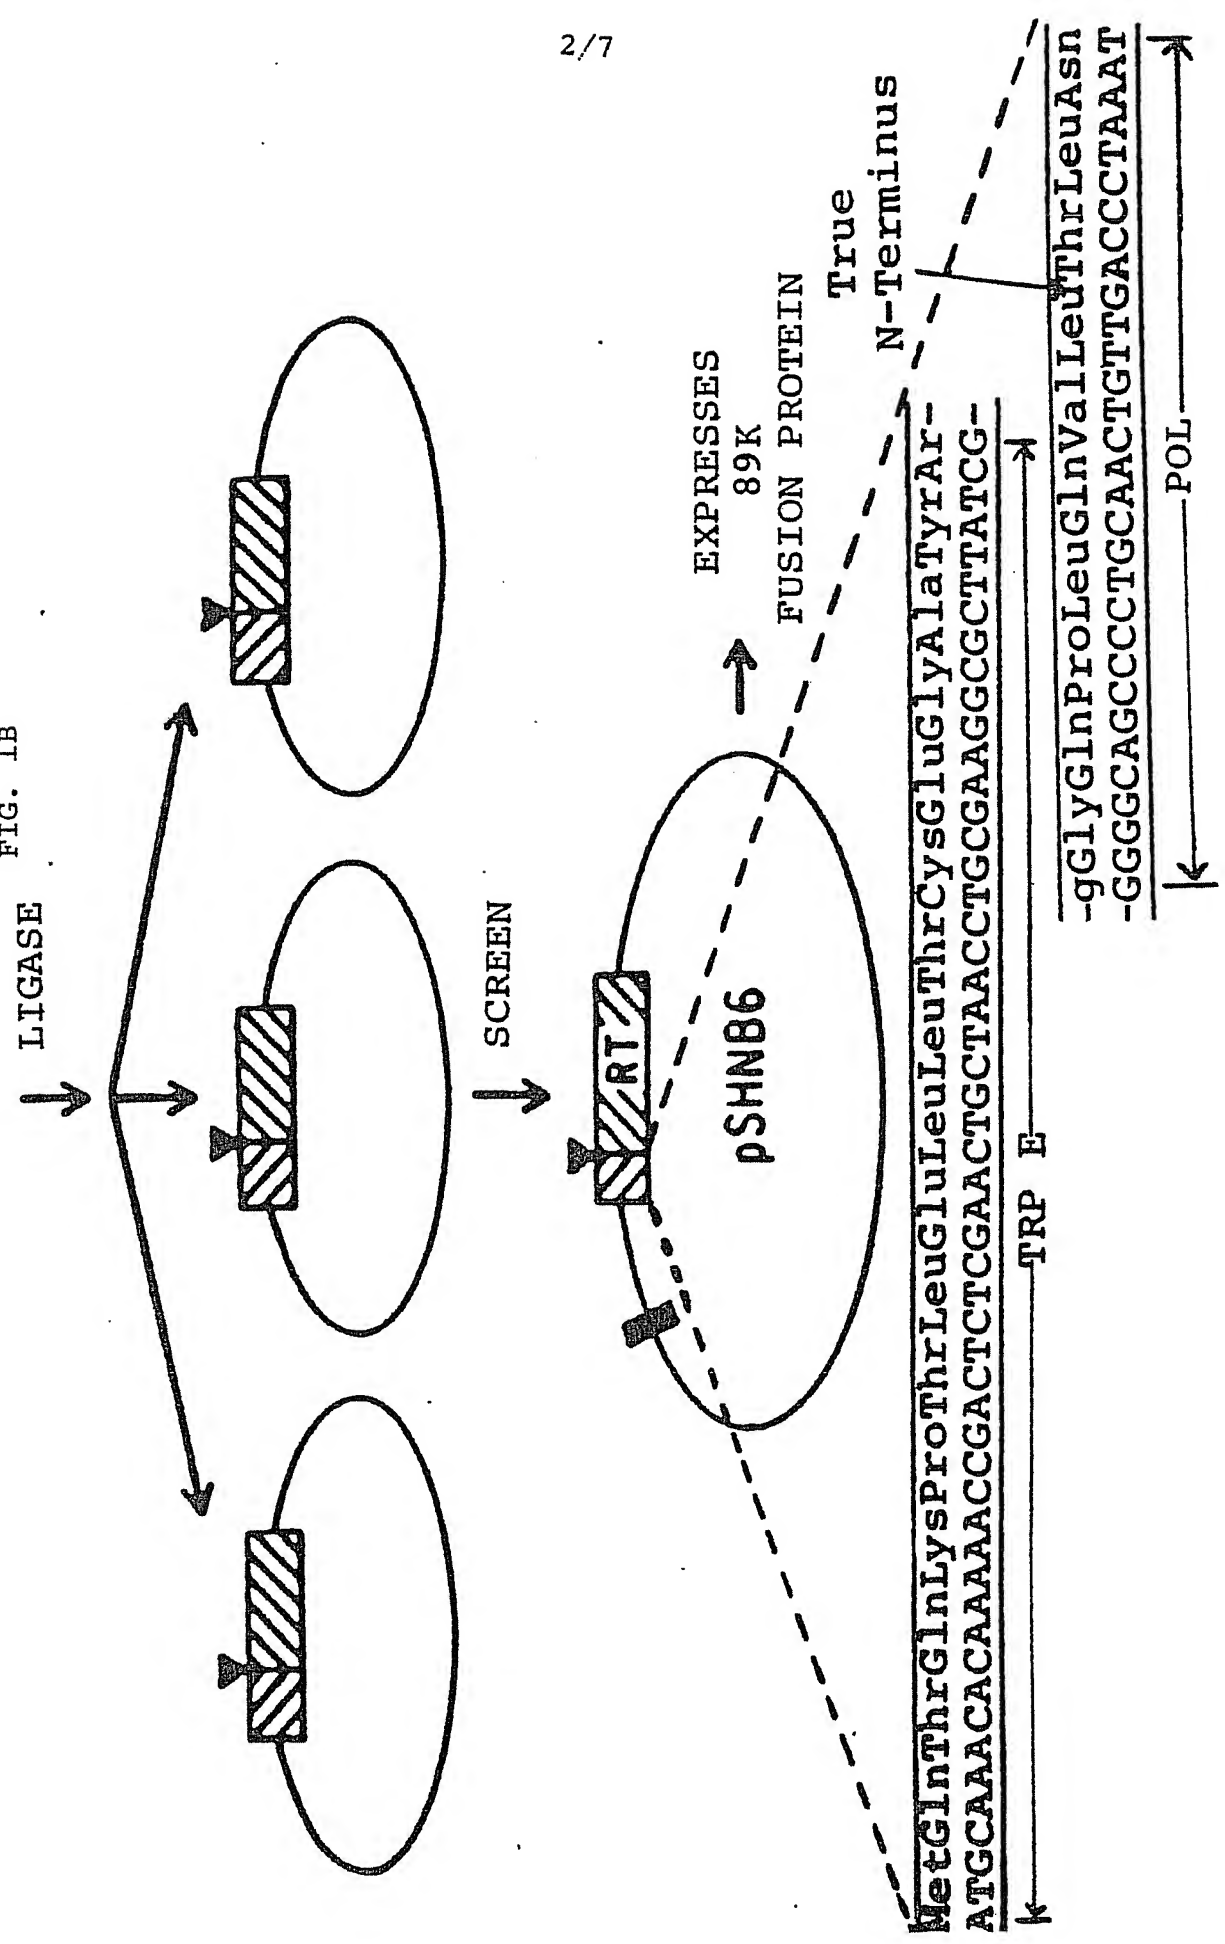 2/7
FIG. 1B
LIGASE
SCREEN
RT
pSHNB6
EXPRESSES
89K
FUSION PROTEIN
True
N-Terminus
MetGlnThrGlnLysProThrLeuGluLeuLeuThrCysGluGlyAlaTyrAr-
ATGCAAACACAAAAACCGACTCTCGAACTGCTAACCTGCGAAGGCGCTTATCG-
TRP E
-gGlyGlnProLeuGlnValLeuThrLeuAsn
-GGGGCAGCCCCTGCAACTGTTGACCCTAAAT
POL